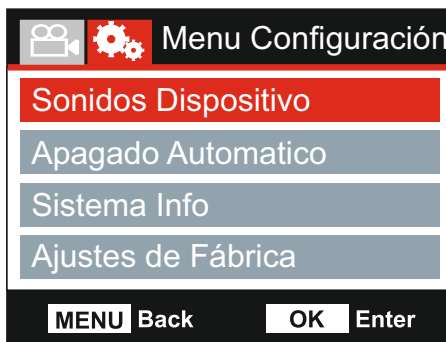 Menu Configuración
Sonidos Dispositivo
Apagado Automatico
Sistema Info
Ajustes de Fábrica
MENU Back OK Enter